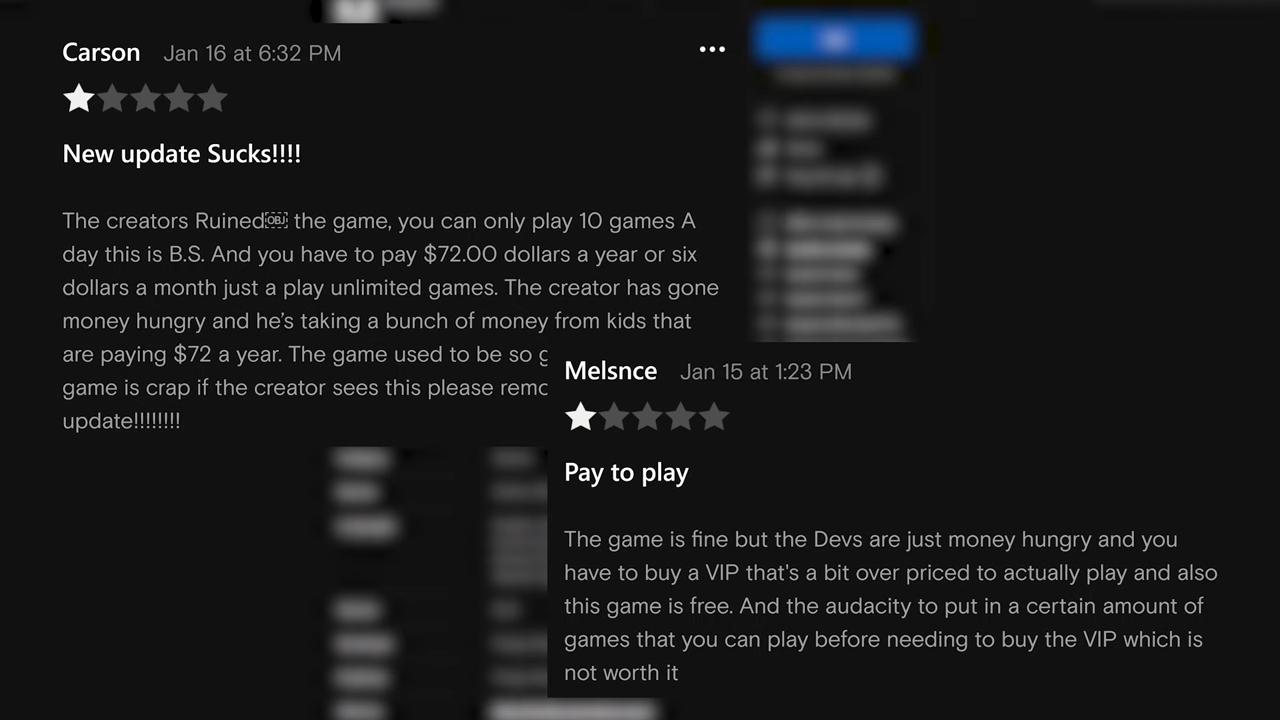 Carson Jan 16 at 6:32 PM
New update Sucks!!!!
The creators Ruined￼ the game, you can only play 10 games A
day this is B.S. And you have to pay $72.00 dollars a year or six
dollars a month just a play unlimited games. The creator has gone
money hungry and he’s taking a bunch of money from kids that
are paying $72 a year. The game used to be so
game is crap if the creator sees this please
update!!!!!!!!
Melsnce Jan 15 at 1:23 PM
Pay to play
The game is fine but the Devs are just money hungry and you
have to buy a VIP that's a bit over priced to actually play and also
this game is free. And the audacity to put in a certain amount of
games that you can play before needing to buy the VIP which is
not worth it